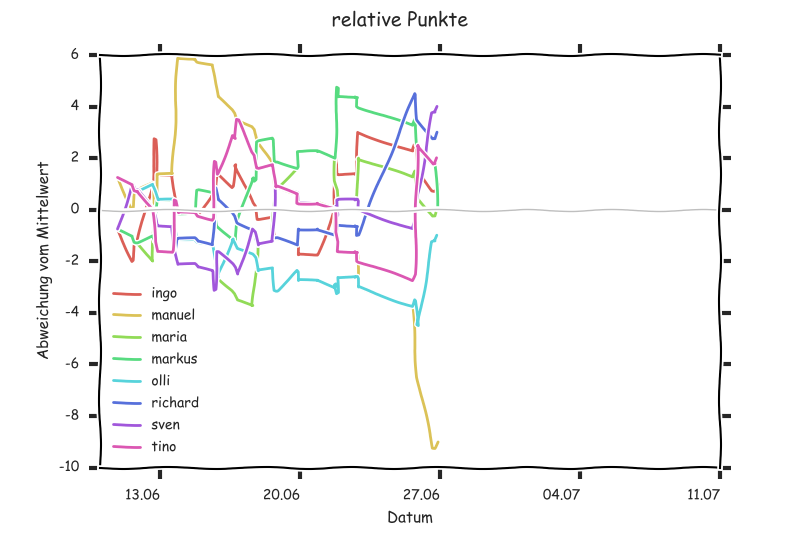 relative Punkte
6
4
2
0
-2
-4
-6
-8
-10
Abweichung vom Mittelwert
ingo
manuel
maria
markus
olli
richard
sven
tino
13.06 20.06 27.06 04.07 11.07
Datum